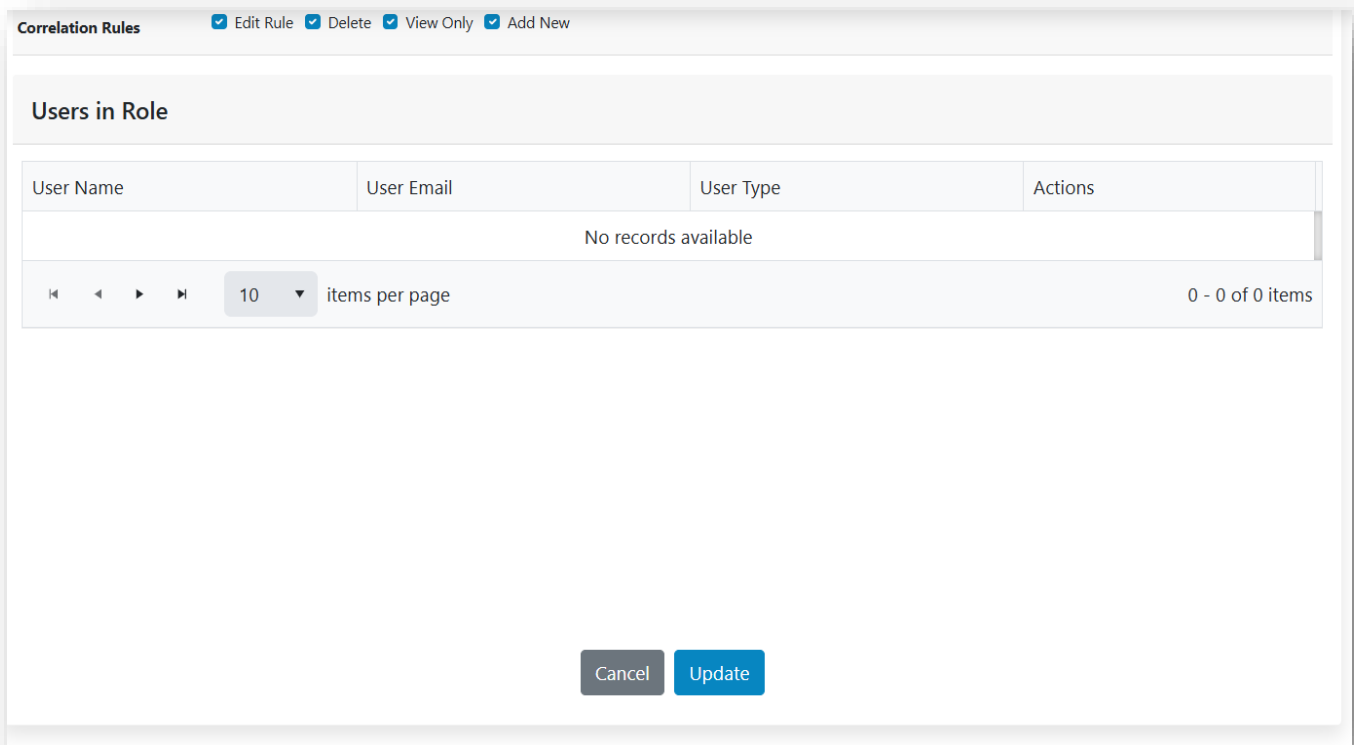 Correlation Rules Edit Rule Delete View Only Add New
Users in Role
User Name User Email User Type Actions
No records available
10 items per page 0 - 0 of 0 items
Cancel Update